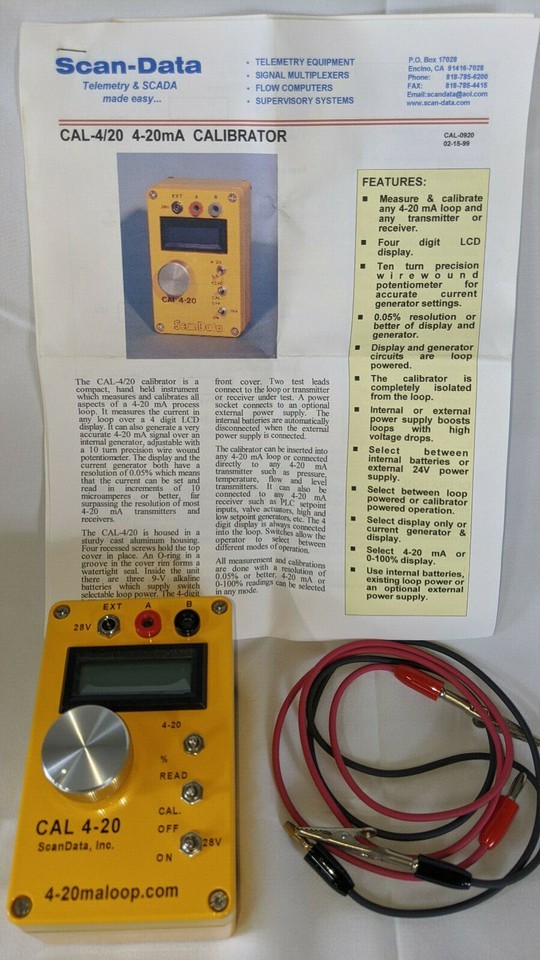 Scan-Data
Telemetry & SCADA
made easy...
• TELEMETRY EQUIPMENT
• SIGNAL MULTIPLEXERS
• FLOW COMPUTERS
• SUPERVISORY SYSTEMS
P.O. Box 17028
Encino, CA 91416-7028
Phone: 818-785-6200
FAX: 818-785-4415
Email:scandata@aol.com
www.scan-data.com
CAL-4/20 4-20mA CALIBRATOR
CAL-0920
02-15-99
EXT A B
CAL 4-20
ScanData
The CAL-4/20 calibrator is a
compact, hand held instrument
which measures and calibrates all
aspects of a 4-20 mA process
loop. It measures the current in
any loop over a 4 digit LCD
display. It can also generate a very
accurate 4-20 mA signal over an
internal generator, adjustable with
a 10 turn precision wire wound
potentiometer. The display and the
current generator both have a
resolution of 0.05% which means
that the current can be set and
read in increments of 10
microamperes or better, far
surpassing the resolution of most
4-20 mA transmitters and
receivers.
The CAL-4/20 is housed in a
sturdy cast aluminum housing.
Four recessed screws hold the top
cover in place. An O-ring in a
groove in the cover rim forms a
watertight seal. Inside the unit
there are three 9-V alkaline
batteries which supply switch
selectable loop power. The 4-digit
front cover. Two test leads
connect to the loop or transmitter
or receiver under test. A power
socket connects to an optional
external power supply. The
internal batteries are automatically
disconnected when the external
power supply is connected.
The calibrator can be inserted into
any 4-20 mA loop or connected
directly to any 4-20 mA
transmitter such as pressure,
temperature, flow and level
transmitters. It can also be
connected to any 4-20 mA
receiver such as PLC setpoint
inputs, valve actuators, high and
low setpoint generators, etc. The 4
digit display is always connected
into the loop. Switches allow the
operator to select between
different modes of operation.
All measurement and calibrations
are done with a resolution of
0.05% or better, 4-20 mA or
0-100% readings can be selected
in any mode.
FEATURES:
▪ Measure & calibrate
any 4-20 mA loop and
any transmitter or
receiver.
▪ Four digit LCD
display.
▪ Ten turn precision
wirewound
potentiometer for
accurate current
generator settings.
▪ 0.05% resolution or
better of display and
generator.
▪ Display and generator
circuits are loop
powered.
▪ The calibrator is
completely isolated
from the loop.
▪ Internal or external
power supply boosts
loops with high
voltage drops.
▪ Select between
internal batteries or
external 24V power
supply.
▪ Select between loop
powered or calibrator
powered operation.
▪ Select display only or
current generator &
display.
▪ Select 4-20 mA or
0-100% display.
▪ Use internal batteries,
existing loop power or
an optional external
power supply.
EXT A B
28V
4-20
%
READ
CAL.
OFF
28V
ON
CAL 4-20
ScanData, Inc.
4-20maloop.com